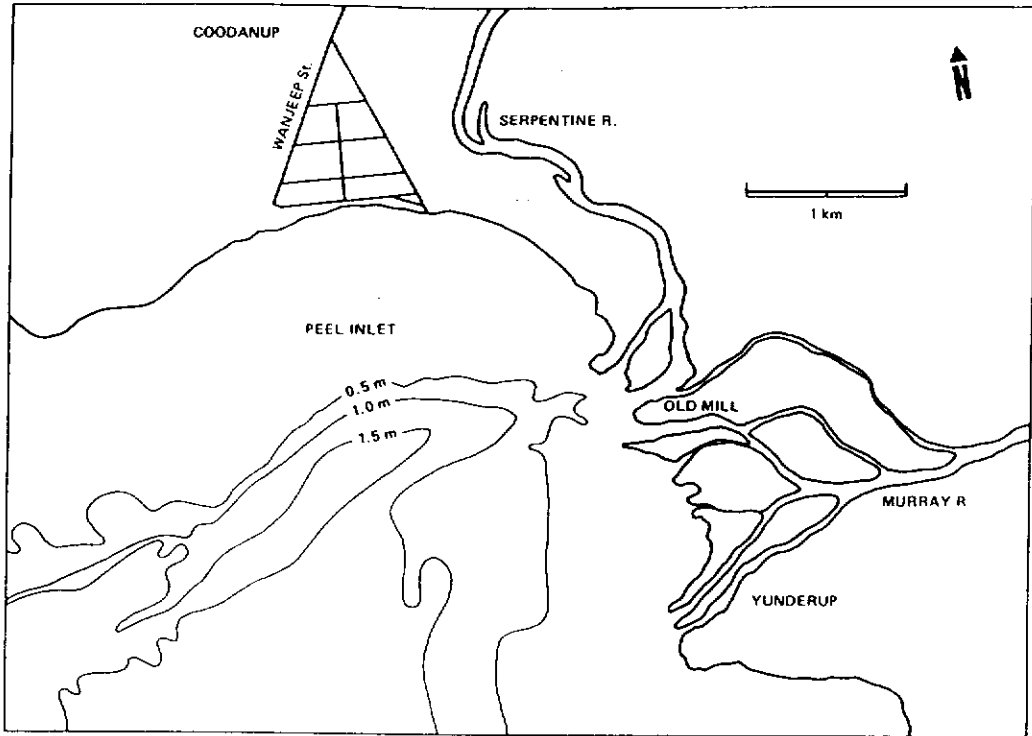 COODANUP
WANJEEP St.
N
SERPENTINE R.
1 km
PEEL INLET
0.5 m
1.0 m
1.5 m
OLD MILL
MURRAY R
YUNDERUP